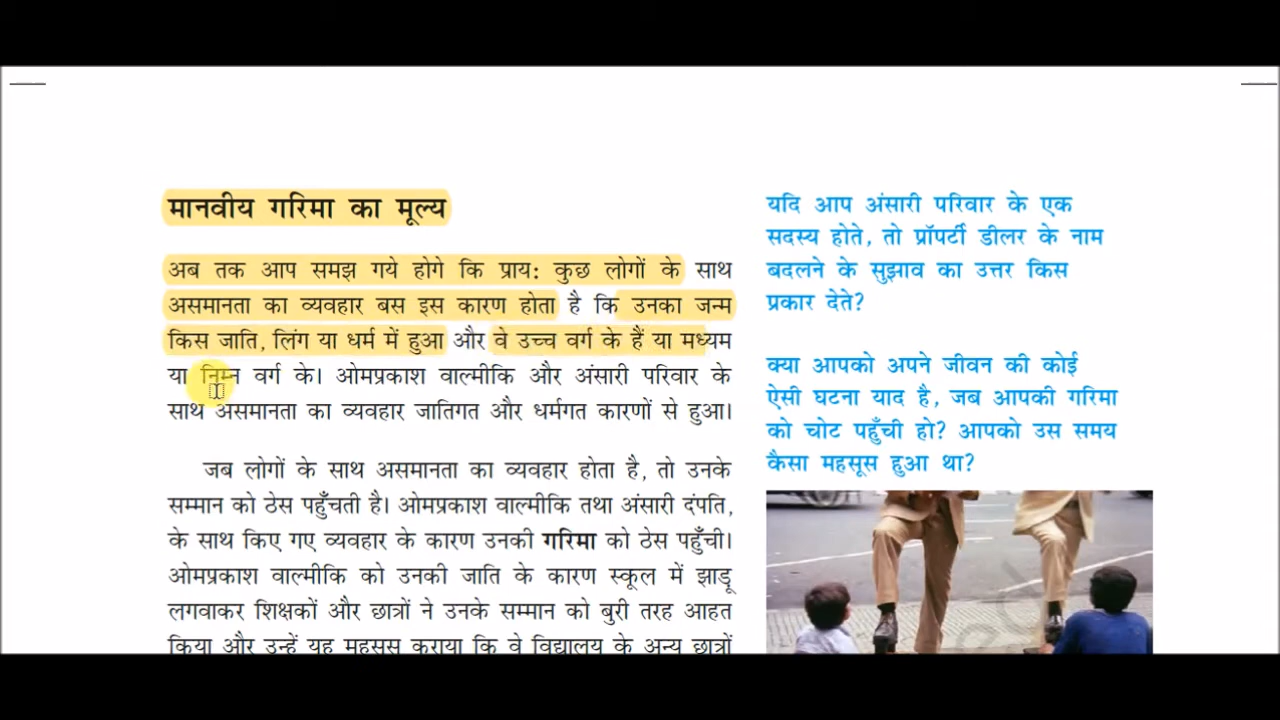 मानवीय गरिमा का मूल्य
अब तक आप समझ गये होगे कि प्राय: कुछ लोगों के साथ
असमानता का व्यवहार बस इस कारण होता है कि उनका जन्म
किस जाति, लिंग या धर्म में हुआ और वे उच्च वर्ग के हैं या मध्यम
या निम्न वर्ग के। ओमप्रकाश वाल्मीकि और अंसारी परिवार के
साथ असमानता का व्यवहार जातिगत और धर्मगत कारणों से हुआ।
जब लोगों के साथ असमानता का व्यवहार होता है, तो उनके
सम्मान को ठेस पहुँचती है। ओमप्रकाश वाल्मीकि तथा अंसारी दंपति,
के साथ किए गए व्यवहार के कारण उनकी गरिमा को ठेस पहुँची।
ओमप्रकाश वाल्मीकि को उनकी जाति के कारण स्कूल में झाड़ू
लगवाकर शिक्षकों और छात्रों ने उनके सम्मान को बुरी तरह आहत
किया और उन्हें यह महसूस कराया कि वे विद्यालय के अन्य छात्रों
यदि आप अंसारी परिवार के एक
सदस्य होते, तो प्रॉपर्टी डीलर के नाम
बदलने के सुझाव का उत्तर किस
प्रकार देते?
क्या आपको अपने जीवन की कोई
ऐसी घटना याद है, जब आपकी गरिमा
को चोट पहुँची हो? आपको उस समय
कैसा महसूस हुआ था?